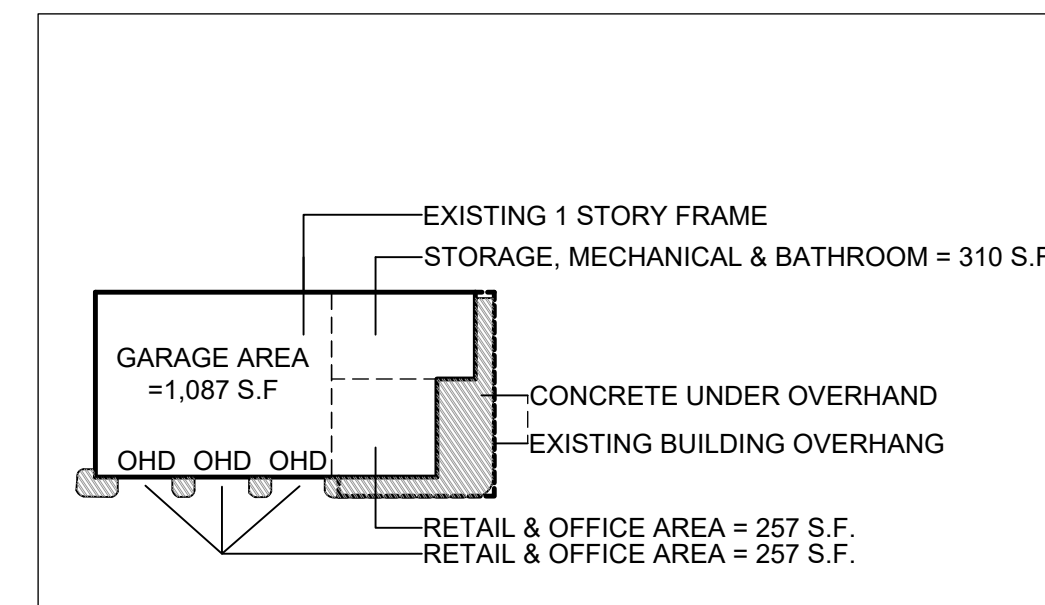 EXISTING 1 STORY FRAME
STORAGE, MECHANICAL & BATHROOM = 310 S.F
GARAGE AREA
=1,087 S.F
CONCRETE UNDER OVERHAND
EXISTING BUILDING OVERHANG
OHD OHD OHD
RETAIL & OFFICE AREA = 257 S.F.
RETAIL & OFFICE AREA = 257 S.F.